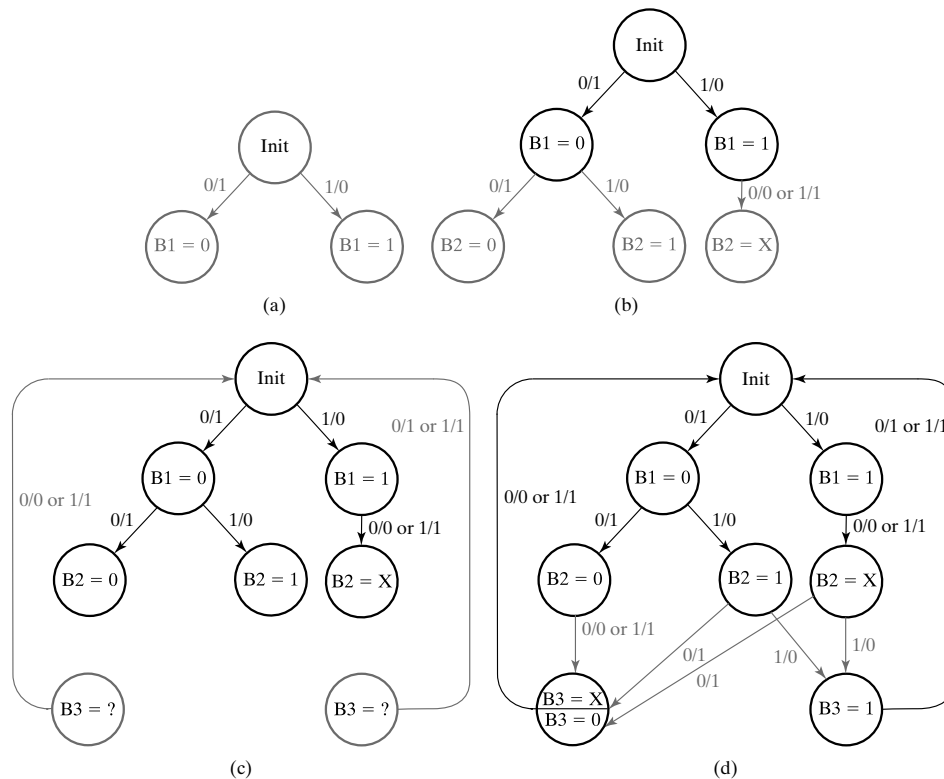 Init
0/1 1/0
B1 = 0 B1 = 1
(a)
Init
0/1 1/0
B1 = 0 B1 = 1
0/1 1/0 0/0 or 1/1
B2 = 0 B2 = 1 B2 = X
(b)
Init
0/1 1/0 0/1 or 1/1
B1 = 0 B1 = 1
0/0 or 1/1
0/1 1/0 0/0 or 1/1
B2 = 0 B2 = 1 B2 = X
B3 = ? B3 = ?
(c)
Init
0/1 1/0 0/1 or 1/1
B1 = 0 B1 = 1
0/0 or 1/1
0/1 1/0 0/0 or 1/1
B2 = 0 B2 = 1 B2 = X
0/0 or 1/1
0/1 1/0 1/0
0/1
B3 = X
B3 = 0
B3 = 1
(d)